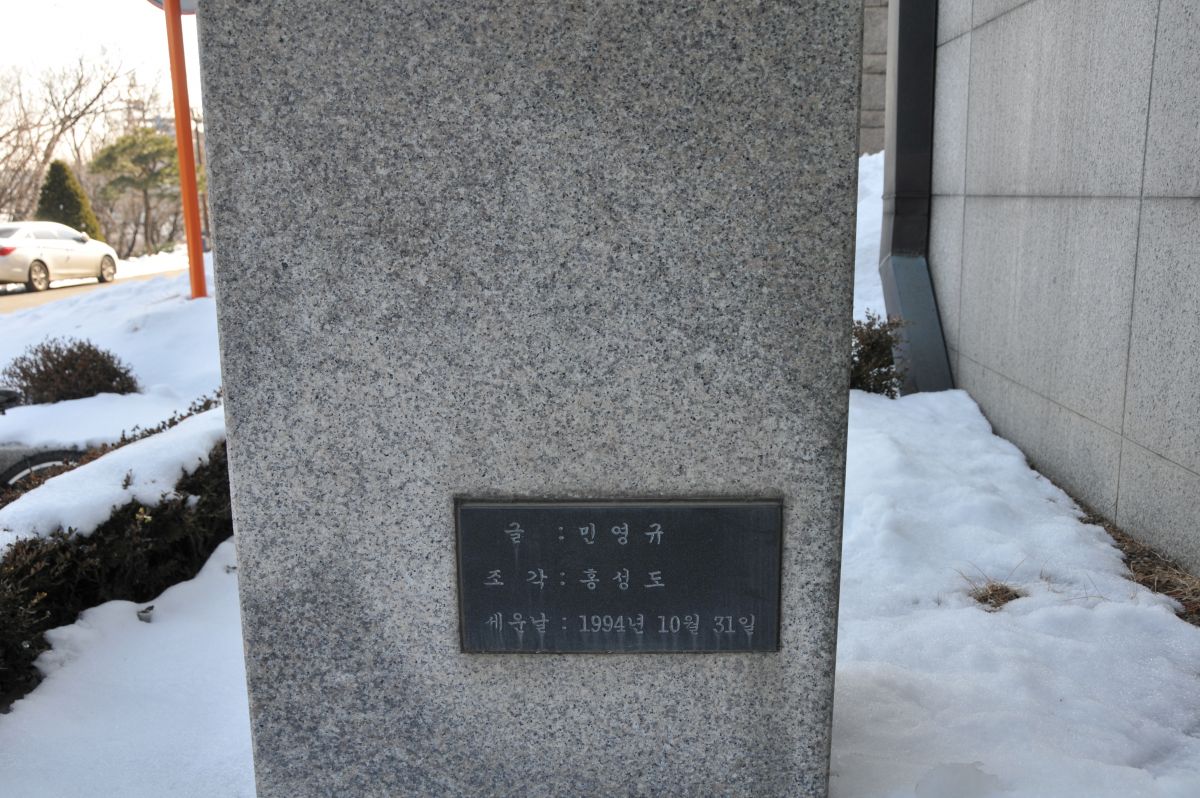 글 : 민영규
조 각 : 홍성도
세운날 : 1994년 10월 31일